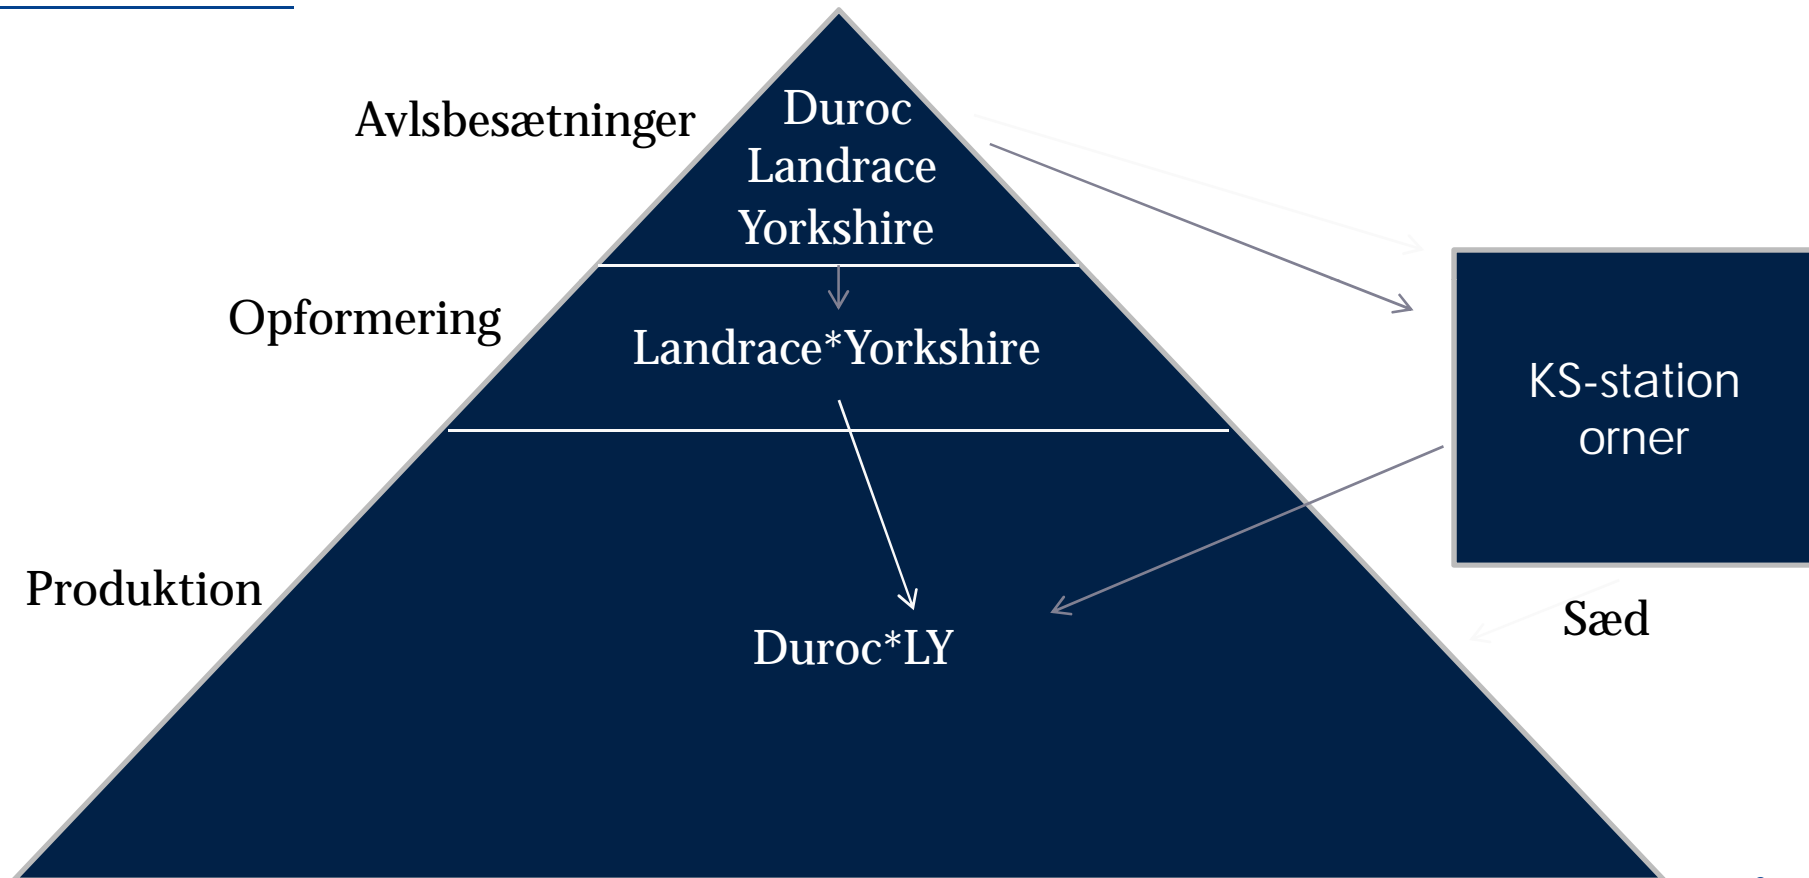 Avlsbesætninger
Duroc
Landrace
Yorkshire
Opformering
Landrace*Yorkshire
KS-station
orner
Produktion
Duroc*LY
Sæd